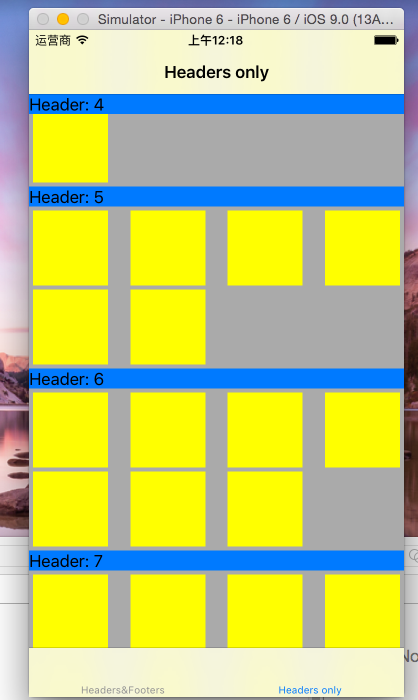 Simulator - iPhone 6 - iPhone 6 / iOS 9.0 (13A...
运营商 上午12:18
Headers only
Header: 4
Header: 5
Header: 6
Header: 7
No
Headers&Footers Headers only